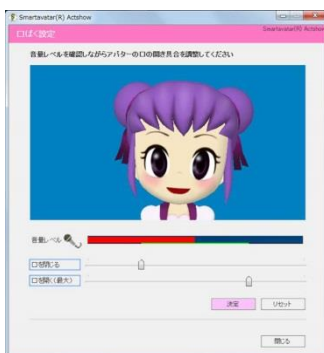 Smartavatar(R) Actshow
口ぱく設定
Smartavatar(R) Actshow
音量レベルを確認しながらアバターの口の開き具合を調整してください
音量レベル
口を閉じる
口を開く(最大)
決定
リセット
閉じる